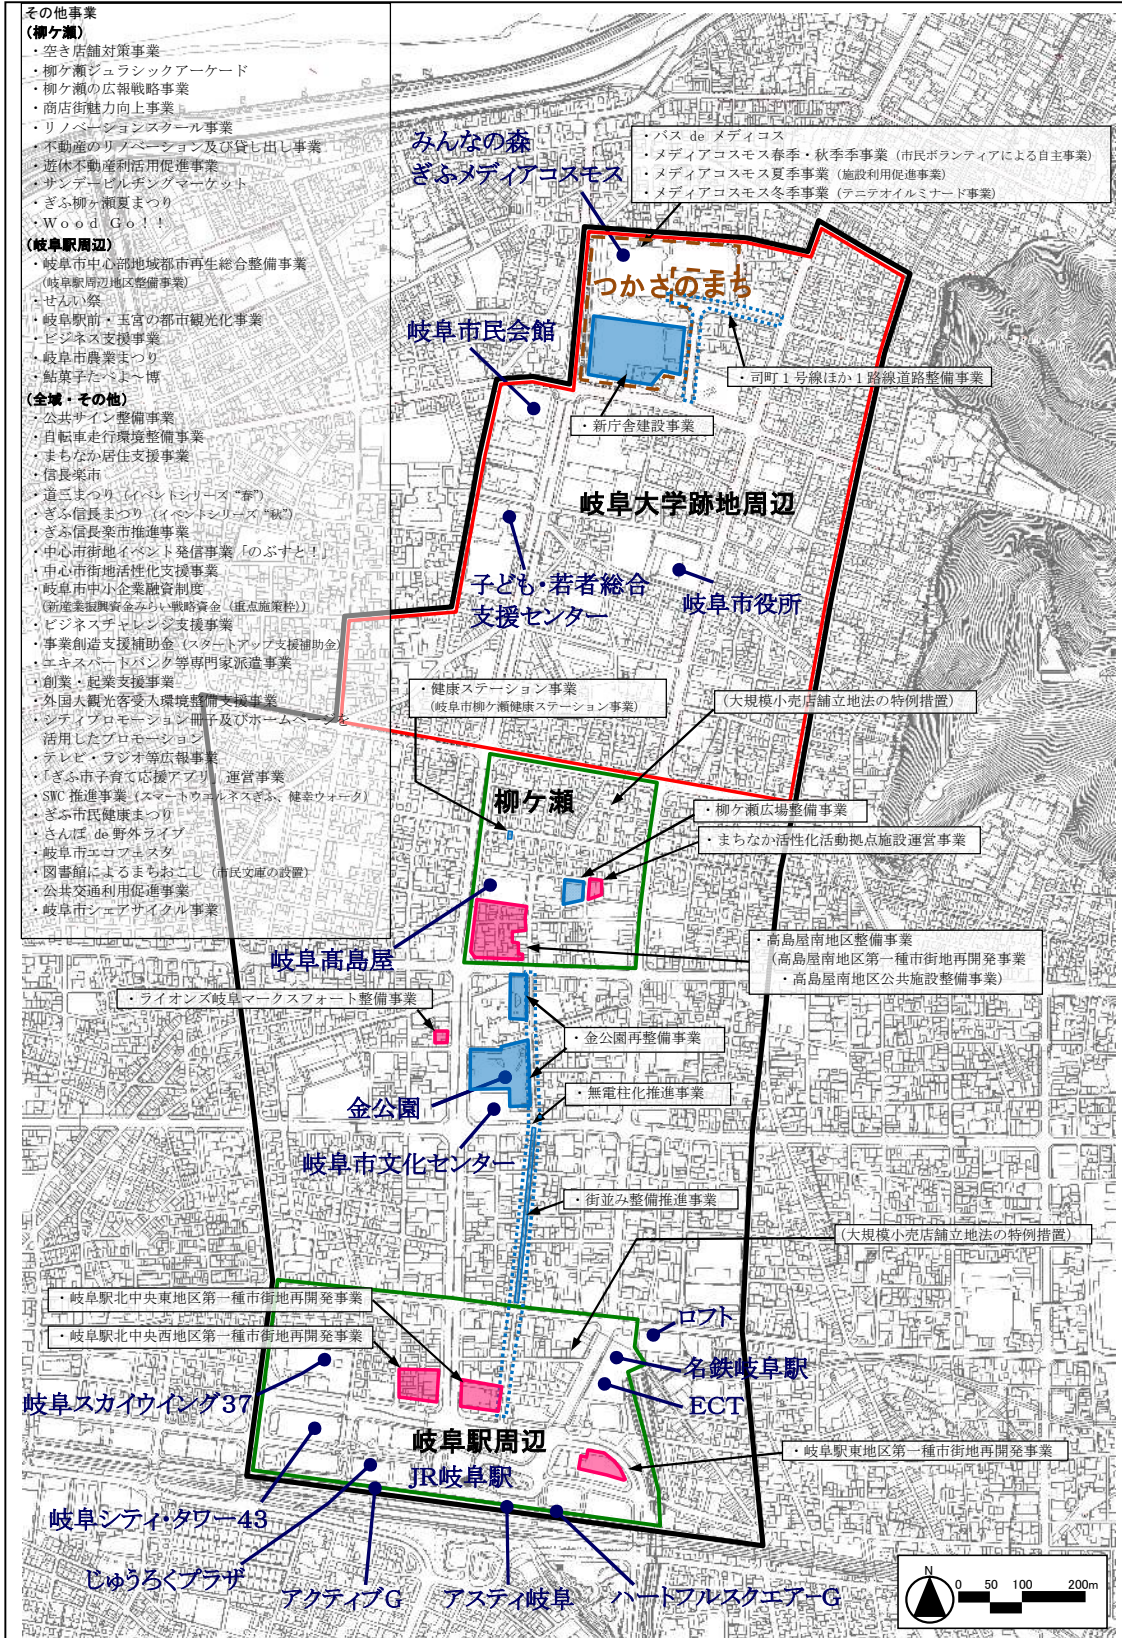 その他事業
(柳ケ瀬)
・空き店舗対策事業
・柳ケ瀬ジュラシックアーケード
・柳ケ瀬の広報戦略事業
・商店街魅力向上事業
・リノベーションスクール事業
・不動産のリノベーション及び貸し出し事業
・遊休不動産利活用促進事業
・サンデービルヂングマーケット
・ぎふ柳ケ瀬夏まつり
・Wood Go!!
(岐阜駅周辺)
・岐阜市中心部地域都市再生総合整備事業
(岐阜駅周辺地区整備事業)
・せんい祭
・岐阜駅前・玉宮の都市観光化事業
・ビジネス支援事業
・岐阜市農業まつり
・鮎菓子たべよ～博
(全域・その他)
・公共サイン整備事業
・自転車走行環境整備事業
・まちなか居住支援事業
・信長楽市
・道三まつり (イベントシリーズ “春”)
・ぎふ信長まつり (イベントシリーズ “秋”)
・ぎふ信長楽市推進事業
・中心市街地イベント発信事業「のぶすと！」
・中心市街地活性化支援事業
・岐阜市中小企業融資制度
(新産業振興資金みらい戦略資金 (重点施策枠))
・ビジネスチャレンジ支援事業
・事業創造支援補助金 (スタートアップ支援補助金)
・エキスパートバンク等専門家派遣事業
・創業・起業支援事業
・外国人観光客受入環境整備支援事業
・シティプロモーション冊子及びホームページを
活用したプロモーション
・テレビ・ラジオ等広報事業
・「ぎふ市子育て応援アプリ」運営事業
・SWC 推進事業 (スマートウエルネスぎふ、健幸ウォーク)
・ぎふ市民健康まつり
・さんぽ de 野外ライブ
・岐阜市エコフェスタ
・図書館によるまちおこし (市民文庫の設置)
・公共交通利用促進事業
・岐阜市シェアサイクル事業
みんなの森
ぎふメディアコスモス
・バス de メディコス
・メディアコスモス春季・秋季季事業 (市民ボランティアによる自主事業)
・メディアコスモス夏季事業 (施設利用促進事業)
・メディアコスモス冬季事業 (テニテオイルミナード事業)
つかさのまち
岐阜市民会館
・司町１号線ほか１路線道路整備事業
・新庁舎建設事業
岐阜大学跡地周辺
子ども・若者総合
支援センター
岐阜市役所
・健康ステーション事業
(岐阜市柳ケ瀬健康ステーション事業)
(大規模小売店舗立地法の特例措置)
柳ケ瀬
・柳ケ瀬広場整備事業
・まちなか活性化活動拠点施設運営事業
岐阜髙島屋
・高島屋南地区整備事業
(高島屋南地区第一種市街地再開発事業
・高島屋南地区公共施設整備事業)
・ライオンズ岐阜マークスフォート整備事業
・金公園再整備事業
・無電柱化推進事業
金公園
岐阜市文化センター
・街並み整備推進事業
(大規模小売店舗立地法の特例措置)
・岐阜駅北中央東地区第一種市街地再開発事業
・岐阜駅北中央西地区第一種市街地再開発事業
ロフト
名鉄岐阜駅
ECT
岐阜スカイウイング37
岐阜駅周辺
・岐阜駅東地区第一種市街地再開発事業
JR岐阜駅
岐阜シティ・タワー43
じゅうろくプラザ
アクティブG
アスティ岐阜
ハートフルスクエアーG
N
0 50 100 200m